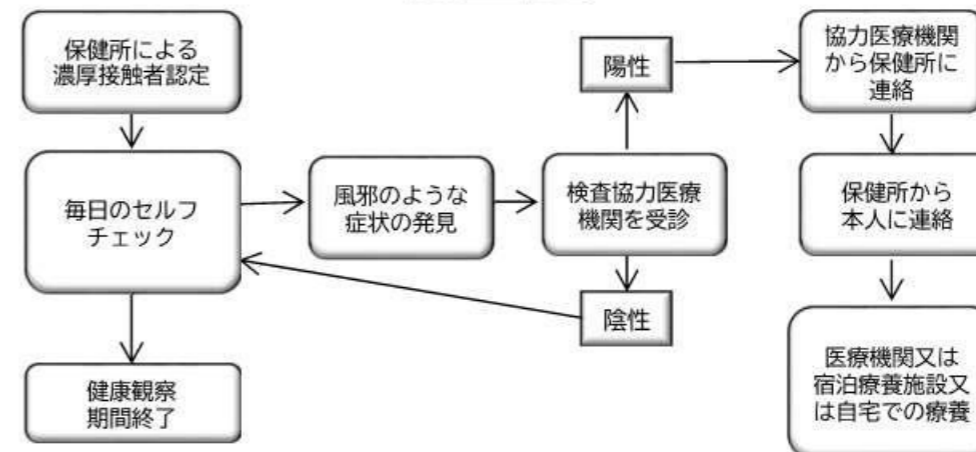 保健所による
濃厚接触者認定
毎日のセルフ
チェック
健康観察
期間終了
風邪のような
症状の発見
検査協力医療
機関を受診
陽性
陰性
協力医療機関
から保健所に
連絡
保健所から
本人に連絡
医療機関又は
宿泊療養施設又
は自宅での療養